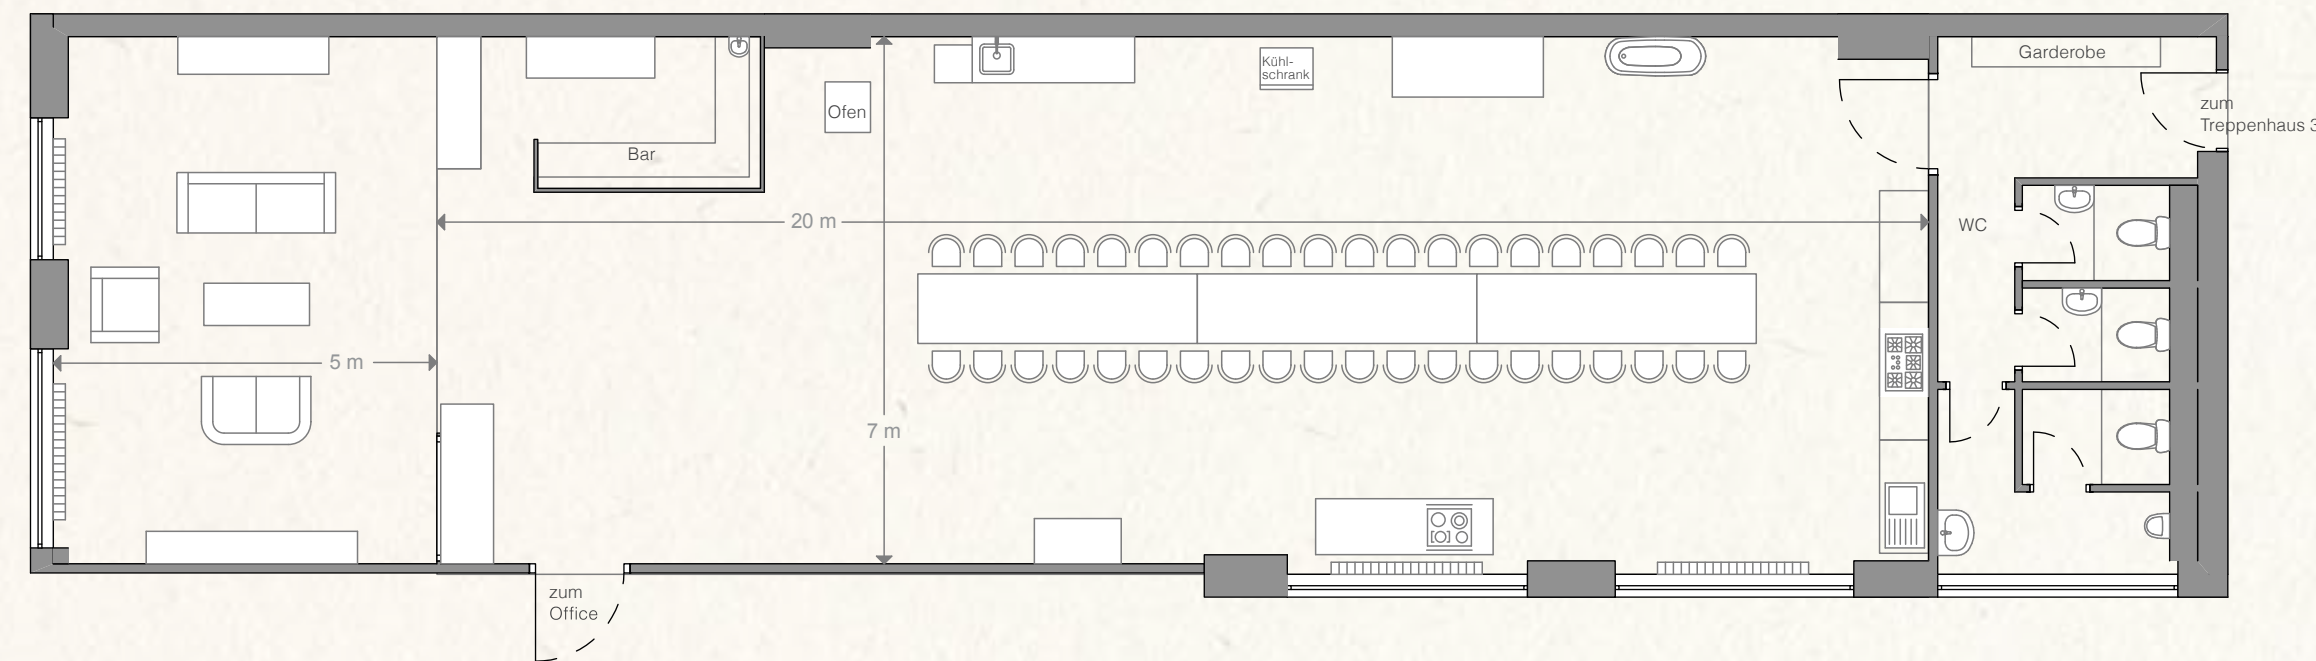 Garderobe
Kühl-
schrank
zum
Treppenhaus 3
Ofen
Bar
20 m
WC
5 m
7 m
zum
Office